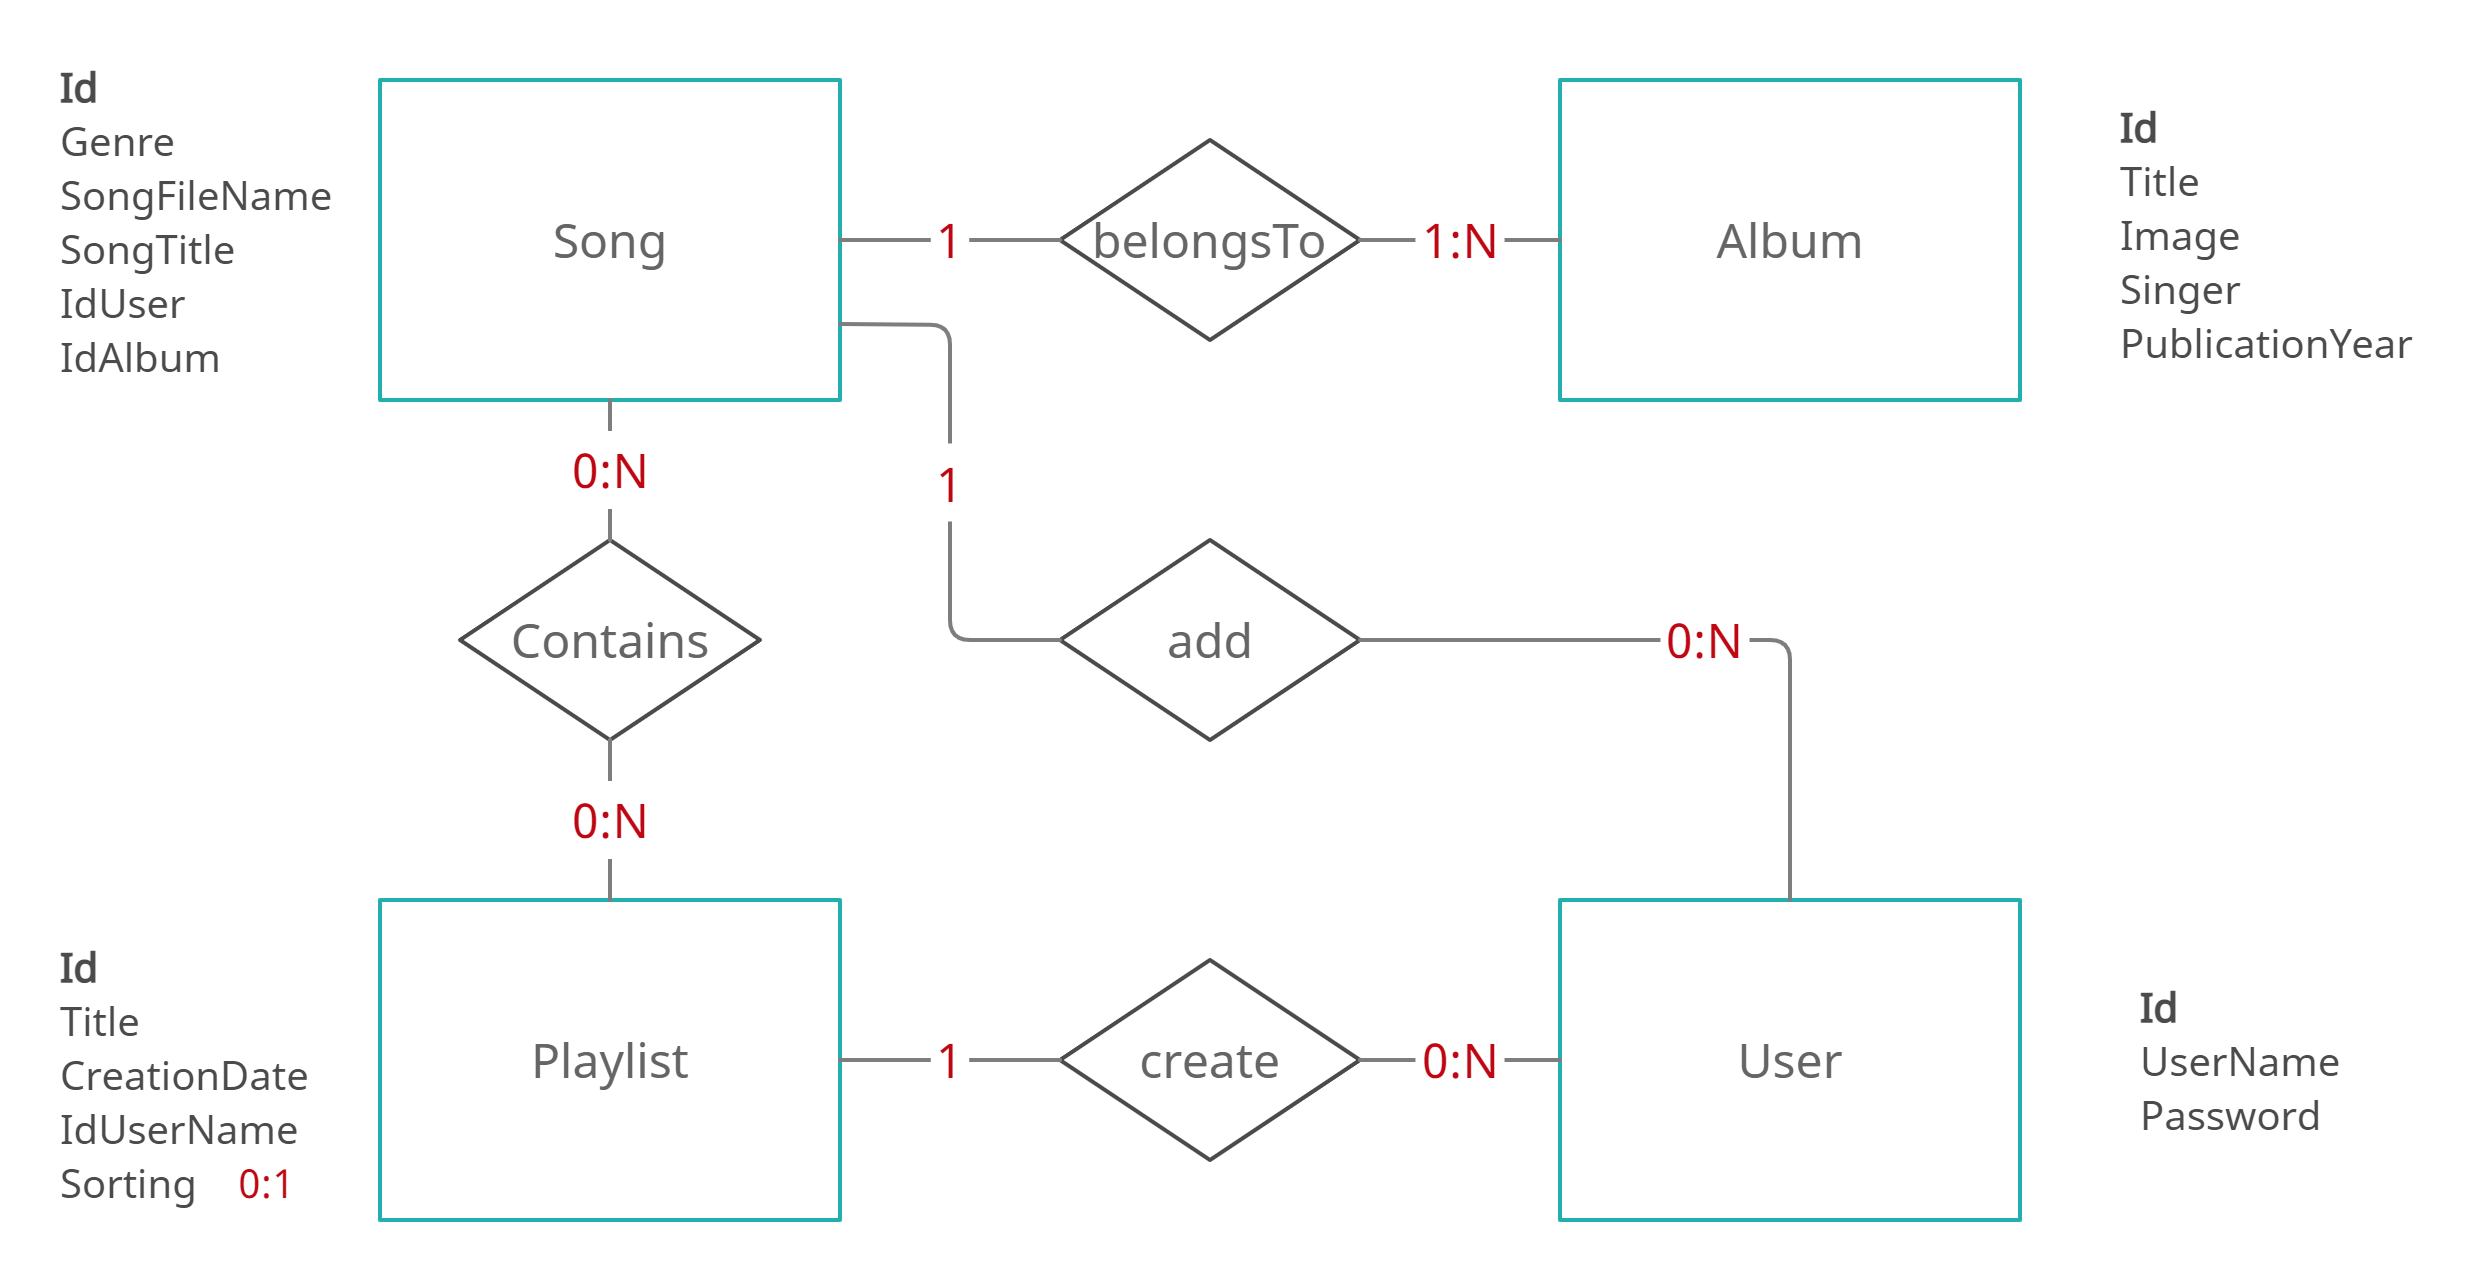 Id
Genre
SongFileName
SongTitle
IdUser
IdAlbum
Song
1
belongsTo
1:N
Album
Id
Title
Image
Singer
PublicationYear
0:N
1
Contains
add
0:N
0:N
Id
Title
CreationDate
IdUserName
Sorting 0:1
Playlist
1
create
0:N
User
Id
UserName
Password